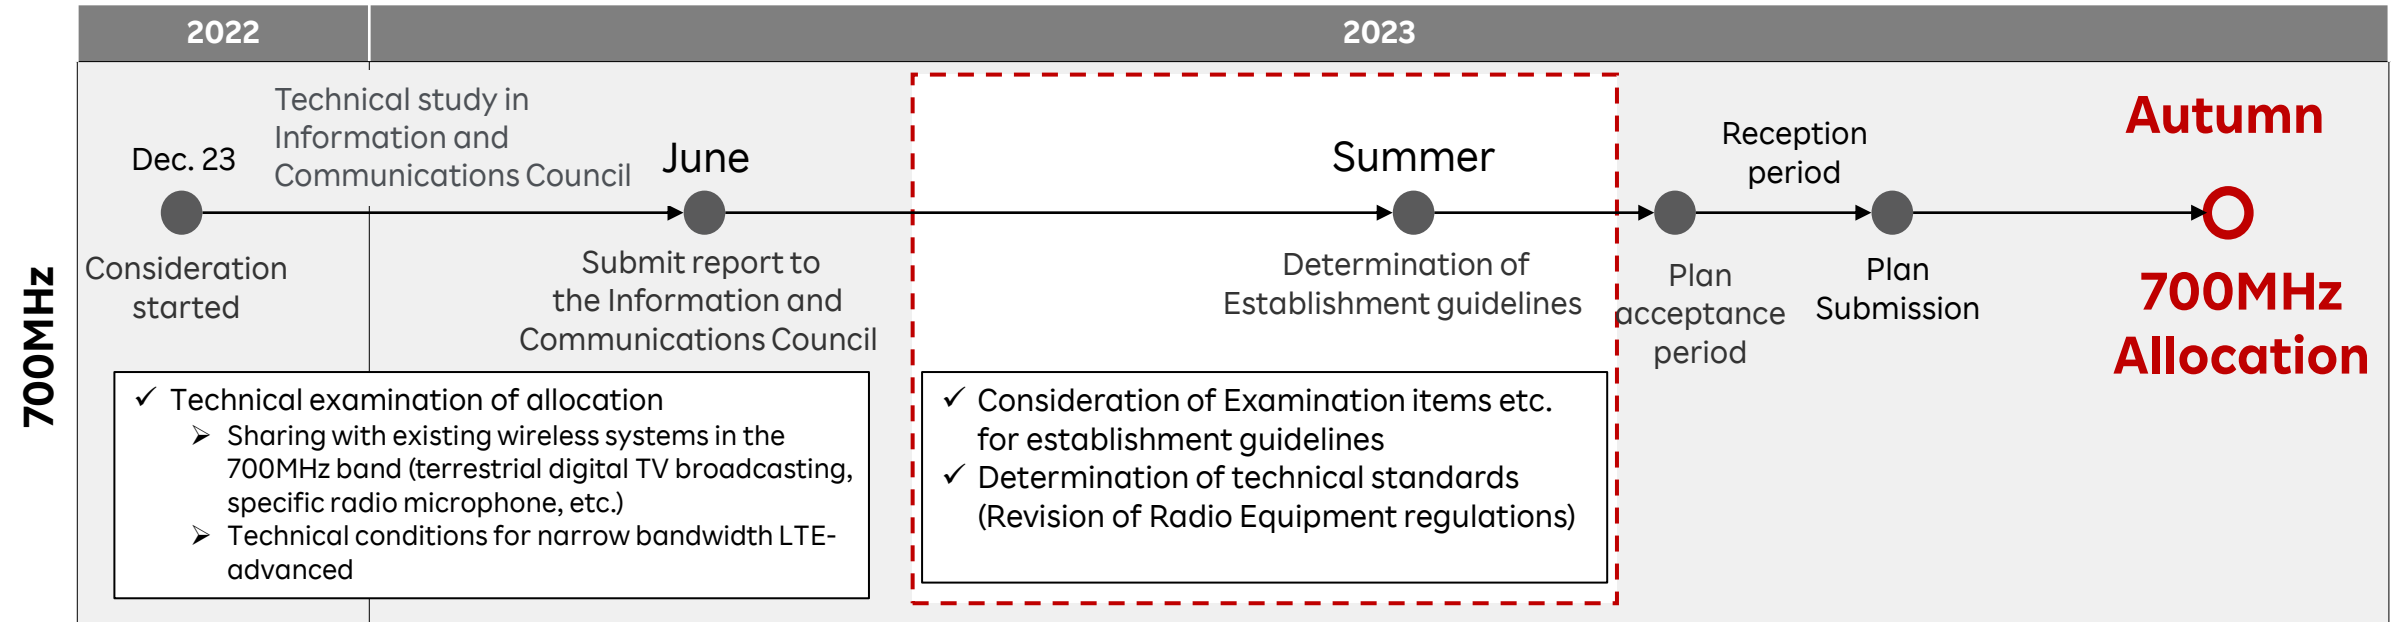 2022
2023
700MHz
Dec. 23
Consideration
started
Technical study in
Information and
Communications Council
June
Submit report to
the Information and
Communications Council
Summer
Determination of
Establishment guidelines
Plan
acceptance
period
Reception
period
Plan
Submission
Autumn
700MHz
Allocation
✓ Technical examination of allocation
➢ Sharing with existing wireless systems in the
700MHz band (terrestrial digital TV broadcasting,
specific radio microphone, etc.)
➢ Technical conditions for narrow bandwidth LTE-
advanced
✓ Consideration of Examination items etc.
for establishment guidelines
✓ Determination of technical standards
(Revision of Radio Equipment regulations)